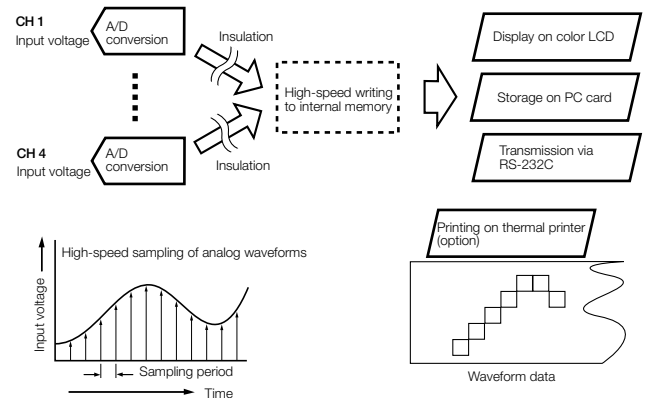 CH 1
Input voltage
A/D
conversion
Insulation
CH 4
Input voltage
A/D
conversion
Insulation
High-speed writing
to internal memory
Display on color LCD
Storage on PC card
Transmission via
RS-232C
Printing on thermal printer
(option)
High-speed sampling of analog waveforms
Input voltage
Sampling period
Time
Waveform data